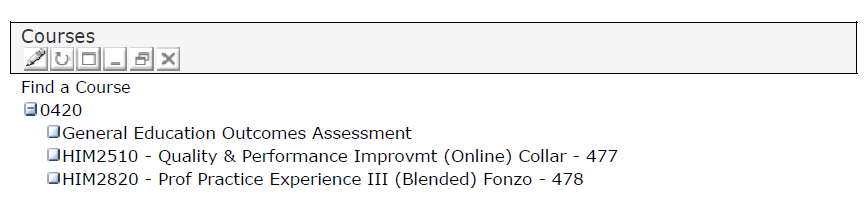 Courses
Find a Course
0420
General Education Outcomes Assessment
HIM2510 - Quality & Performance Improvmt (Online) Collar - 477
HIM2820 - Prof Practice Experience III (Blended) Fonzo - 478